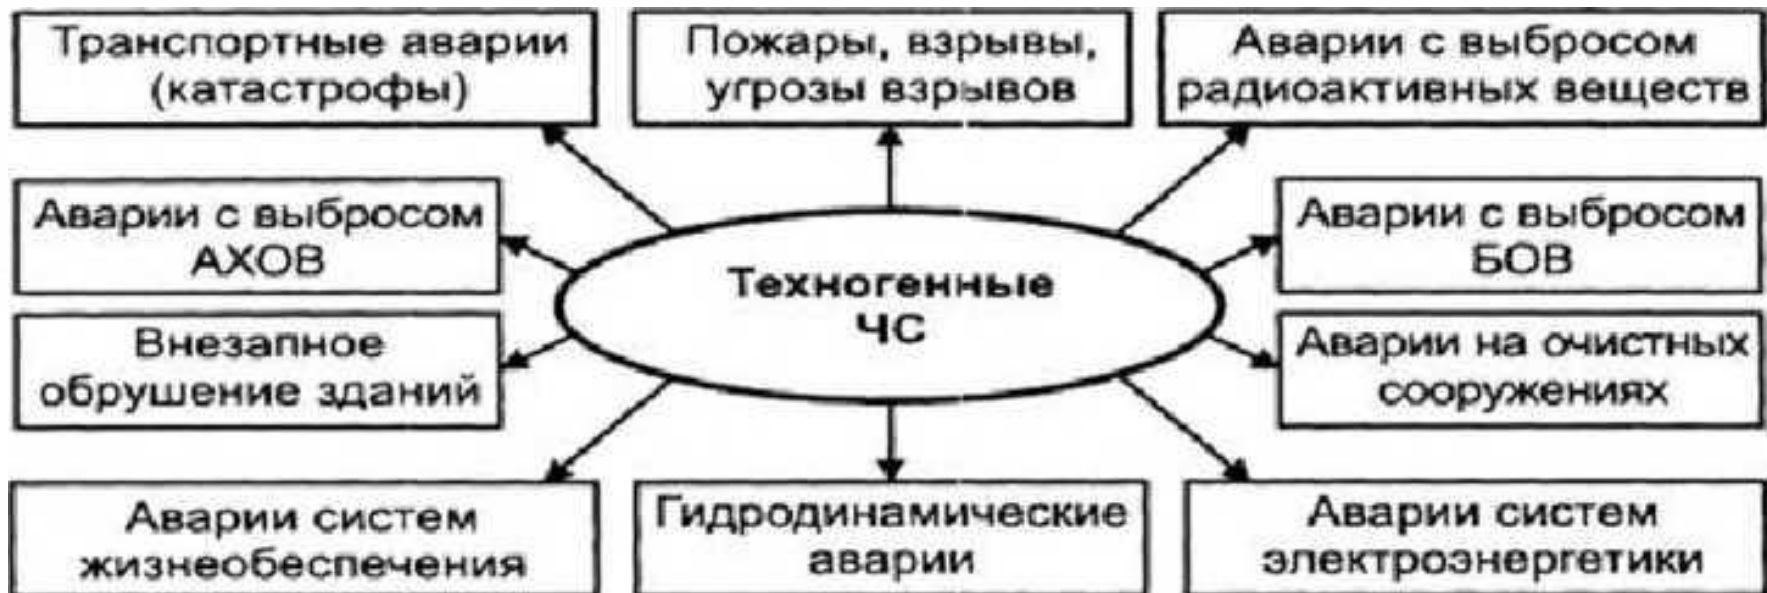 Транспортные аварии
(катастрофы)
Пожары, взрывы,
угрозы взрывов
Аварии с выбросом
радиоактивных веществ
Аварии с выбросом
АХОВ
Аварии с выбросом
БОВ
Техногенные
ЧС
Внезапное
обрушение зданий
Аварии на очистных
сооружениях
Аварии систем
жизнеобеспечения
Гидродинамические
аварии
Аварии систем
электроэнергетики